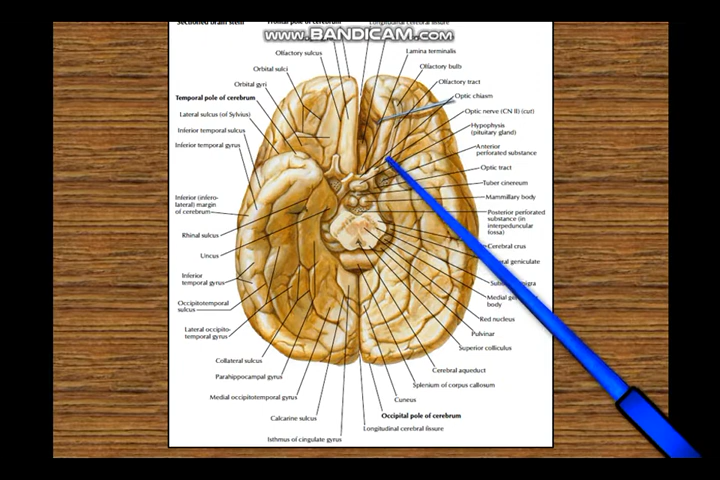 Sectioned brain stem
Frontal pole of cerebrum
Longitudinal cerebral fissure
www.BANDICAM.com
Olfactory sulcus
Orbital sulci
Orbital gyri
Temporal pole of cerebrum
Lateral sulcus (of Sylvius)
Inferior temporal sulcus
Inferior temporal gyrus
Inferior (infero-
lateral) margin
of cerebrum
Rhinal sulcus
Uncus
Inferior
temporal gyrus
Occipitotemporal
sulcus
Lateral occipito-
temporal gyrus
Collateral sulcus
Parahippocampal gyrus
Medial occipitotemporal gyrus
Calcarine sulcus
Isthmus of cingulate gyrus
Lamina terminalis
Olfactory bulb
Olfactory tract
Optic chiasm
Optic nerve (CN II) (cut)
Hypophysis
(pituitary gland)
Anterior
perforated substance
Optic tract
Tuber cinereum
Mammillary body
Posterior perforated
substance (in
interpeduncular
fossa)
Cerebral crus
geniculate
Medial
body
Red nucleus
Pulvinar
Superior colliculus
Cerebral aqueduct
Splenium of corpus callosum
Cuneus
Occipital pole of cerebrum
Longitudinal cerebral fissure